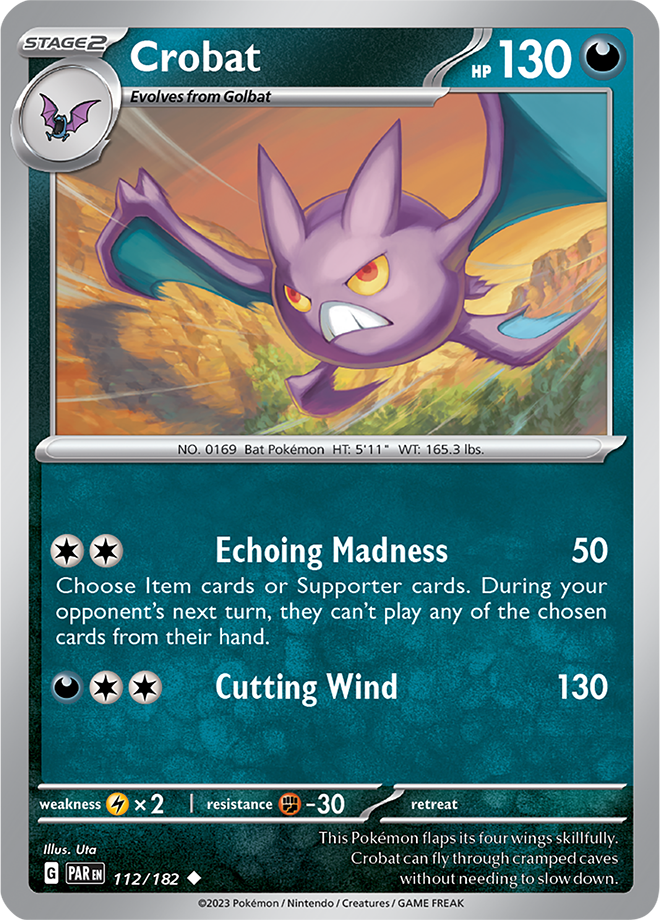 STAGE2
Crobat
HP 130
Evolves from Golbat
NO. 0169 Bat Pokémon HT: 5'11" WT: 165.3 lbs.
Echoing Madness 50
Choose Item cards or Supporter cards. During your
opponent's next turn, they can't play any of the chosen
cards from their hand.
Cutting Wind 130
weakness ×2 resistance -30 retreat
This Pokémon flaps its four wings skillfully.
Crobat can fly through cramped caves
without needing to slow down.
Illus. Uta
G PAR EN 112/182
©2023 Pokémon / Nintendo / Creatures / GAME FREAK